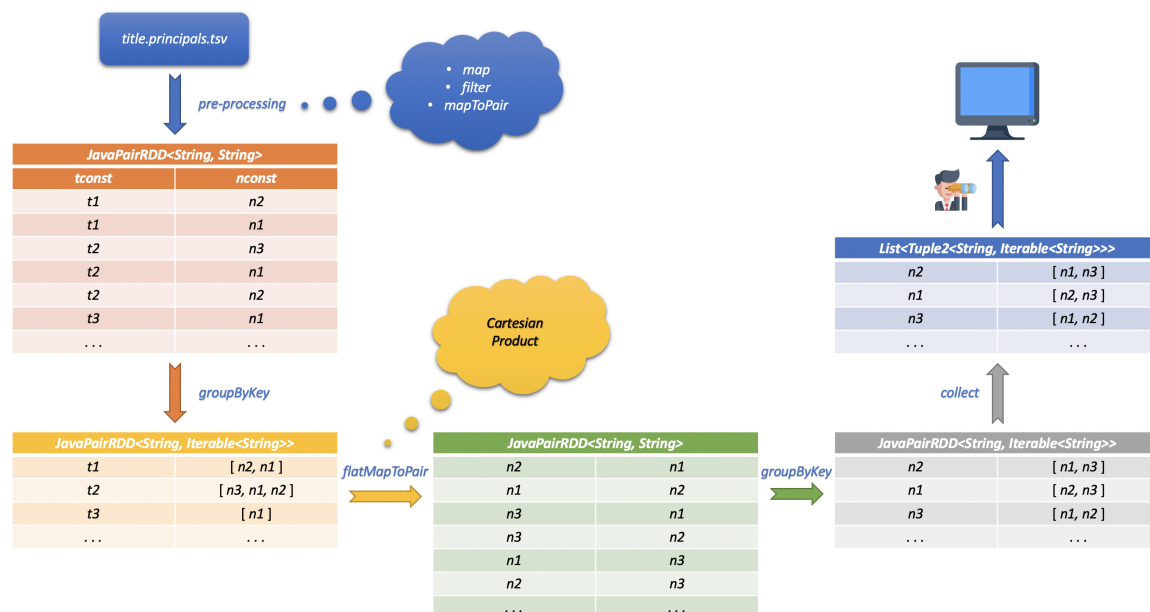 title.principals.tsv
pre-processing
• map
• filter
• mapToPair
JavaPairRDD<String, String>
tconst nconst
t1 n2
t1 n1
t2 n3
t2 n1
t2 n2
t3 n1
. . . . . .
groupByKey
JavaPairRDD<String, Iterable<String>>
t1 [ n2, n1 ]
t2 [ n3, n1, n2 ]
t3 [ n1 ]
. . . . . .
flatMapToPair
Cartesian
Product
JavaPairRDD<String, String>
n2 n1
n1 n2
n3 n1
n3 n2
n1 n3
n2 n3
. . . . . .
groupByKey
JavaPairRDD<String, Iterable<String>>
n2 [ n1, n3 ]
n1 [ n2, n3 ]
n3 [ n1, n2 ]
. . . . . .
collect
List<Tuple2<String, Iterable<String>>>
n2 [ n1, n3 ]
n1 [ n2, n3 ]
n3 [ n1, n2 ]
. . . . . .